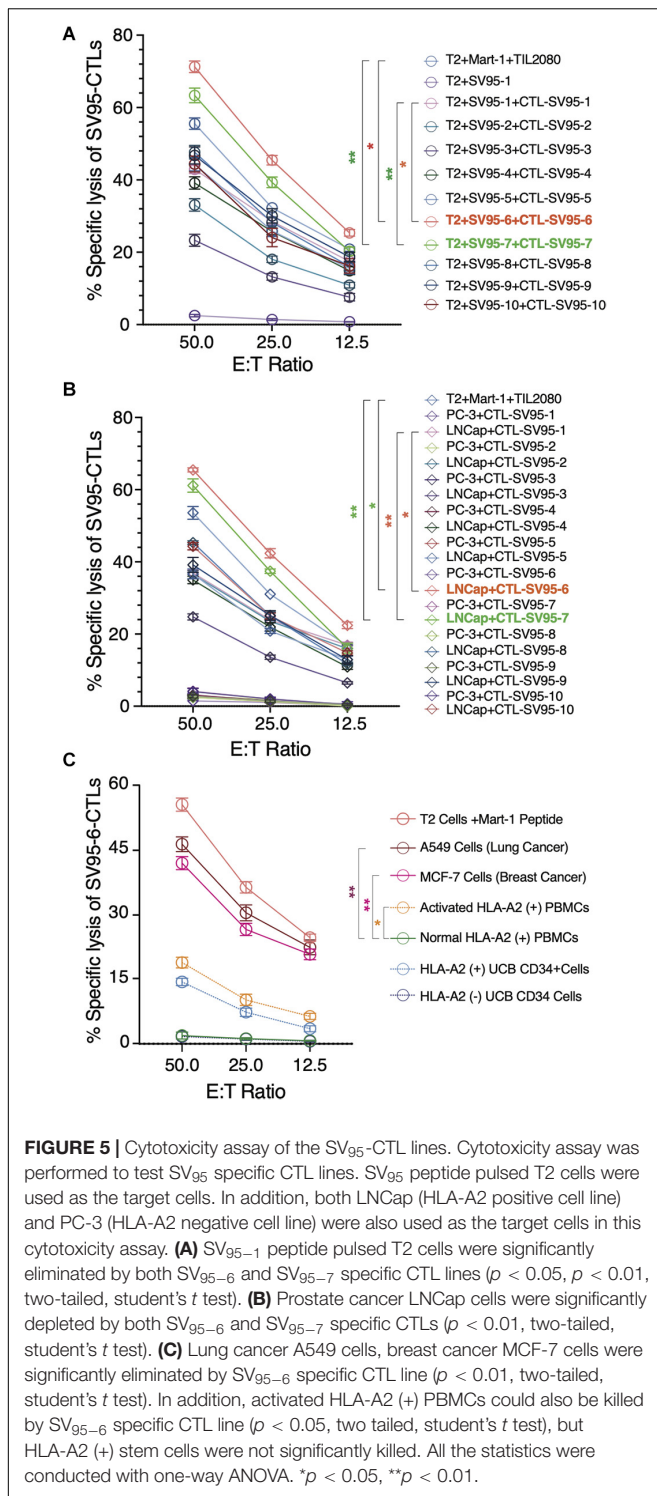 A
% Specific lysis of SV95-CTLs
80
60
40
20
0
50.0 25.0 12.5
E:T Ratio
** * ** *
T2+Mart-1+TIL2080
T2+SV95-1
T2+SV95-1+CTL-SV95-1
T2+SV95-2+CTL-SV95-2
T2+SV95-3+CTL-SV95-3
T2+SV95-4+CTL-SV95-4
T2+SV95-5+CTL-SV95-5
T2+SV95-6+CTL-SV95-6
T2+SV95-7+CTL-SV95-7
T2+SV95-8+CTL-SV95-8
T2+SV95-9+CTL-SV95-9
T2+SV95-10+CTL-SV95-10
B
% Specific lysis of SV95-CTLs
80
60
40
20
0
50.0 25.0 12.5
E:T Ratio
** * ** *
T2+Mart-1+TIL2080
PC-3+CTL-SV95-1
LNCap+CTL-SV95-1
PC-3+CTL-SV95-2
LNCap+CTL-SV95-2
PC-3+CTL-SV95-3
LNCap+CTL-SV95-3
PC-3+CTL-SV95-4
LNCap+CTL-SV95-4
PC-3+CTL-SV95-5
LNCap+CTL-SV95-5
PC-3+CTL-SV95-6
LNCap+CTL-SV95-6
PC-3+CTL-SV95-7
LNCap+CTL-SV95-7
PC-3+CTL-SV95-8
LNCap+CTL-SV95-8
PC-3+CTL-SV95-9
LNCap+CTL-SV95-9
PC-3+CTL-SV95-10
LNCap+CTL-SV95-10
C
% Specific lysis of SV95-6-CTLs
60
45
30
15
0
50.0 25.0 12.5
E:T Ratio
** ** *
T2 Cells +Mart-1 Peptide
A549 Cells (Lung Cancer)
MCF-7 Cells (Breast Cancer)
Activated HLA-A2 (+) PBMCs
Normal HLA-A2 (+) PBMCs
HLA-A2 (+) UCB CD34+Cells
HLA-A2 (-) UCB CD34 Cells
FIGURE 5 | Cytotoxicity assay of the SV95-CTL lines. Cytotoxicity assay was
performed to test SV95 specific CTL lines. SV95 peptide pulsed T2 cells were
used as the target cells. In addition, both LNCap (HLA-A2 positive cell line)
and PC-3 (HLA-A2 negative cell line) were also used as the target cells in this
cytotoxicity assay. (A) SV95−1 peptide pulsed T2 cells were significantly
eliminated by both SV95−6 and SV95−7 specific CTL lines (p < 0.05, p < 0.01,
two-tailed, student's t test). (B) Prostate cancer LNCap cells were significantly
depleted by both SV95−6 and SV95−7 specific CTLs (p < 0.01, two-tailed,
student's t test). (C) Lung cancer A549 cells, breast cancer MCF-7 cells were
significantly eliminated by SV95−6 specific CTL line (p < 0.01, two-tailed,
student's t test). In addition, activated HLA-A2 (+) PBMCs could also be killed
by SV95−6 specific CTL line (p < 0.05, two tailed, student's t test), but
HLA-A2 (+) stem cells were not significantly killed. All the statistics were
conducted with one-way ANOVA. *p < 0.05, **p < 0.01.